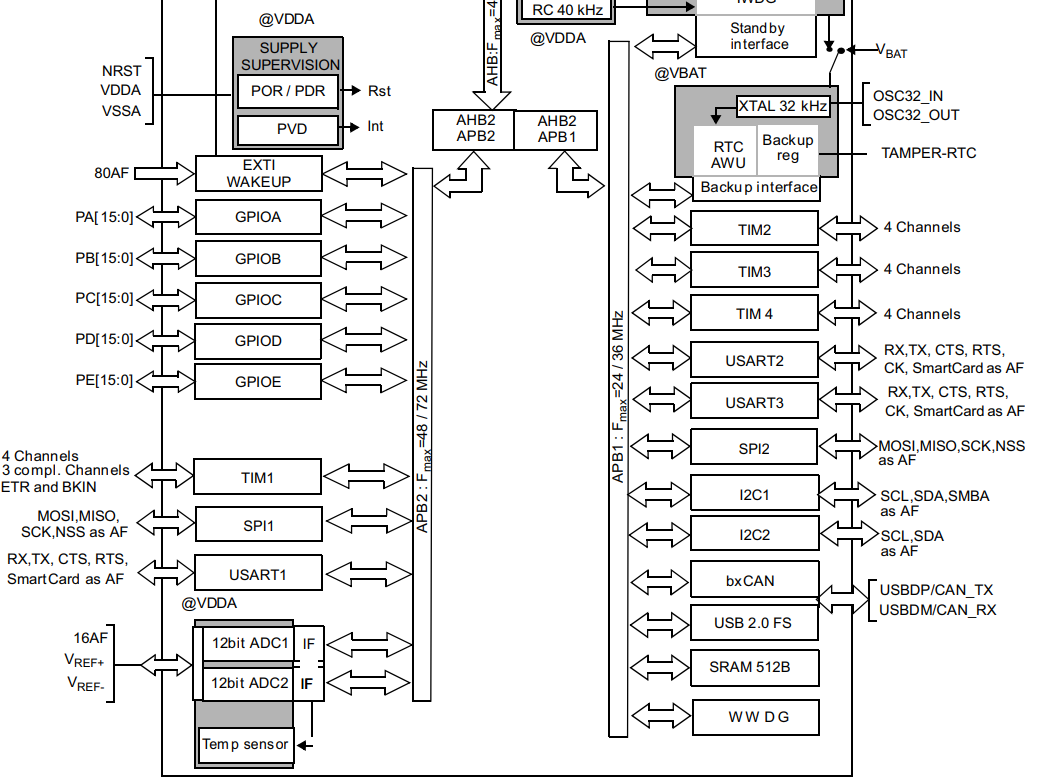 @VDDA
SUPPLY
SUPERVISION
NRST
VDDA
VSSA
POR / PDR
Rst
PVD
Int
80AF
EXTI
WAKEUP
PA[15:0]
GPIOA
PB[15:0]
GPIOB
PC[15:0]
GPIOC
PD[15:0]
GPIOD
PE[15:0]
GPIOE
4 Channels
3 compl. Channels
ETR and BKIN
TIM1
MOSI,MISO,
SCK,NSS as AF
SPI1
RX,TX, CTS, RTS,
SmartCard as AF
USART1
@VDDA
16AF
VREF+
VREF-
12bit ADC1
IF
12bit ADC2
IF
Temp sensor
APB2 : Fmax=48 / 72 MHz
AHB:Fmax=4
RC 40 kHz
@VDDA
AHB2
APB2
AHB2
APB1
APB1 : Fmax=24 / 36 MHz
IWDG
Standby
interface
@VBAT
VBAT
XTAL 32 kHz
OSC32_IN
OSC32_OUT
RTC
AWU
Backup
reg
TAMPER-RTC
Backup interface
TIM2
4 Channels
TIM3
4 Channels
TIM 4
4 Channels
USART2
RX,TX, CTS, RTS,
CK, SmartCard as AF
USART3
RX,TX, CTS, RTS,
CK, SmartCard as AF
SPI2
MOSI,MISO,SCK,NSS
as AF
I2C1
SCL,SDA,SMBA
as AF
I2C2
SCL,SDA
as AF
bxCAN
USBDP/CAN_TX
USBDM/CAN_RX
USB 2.0 FS
SRAM 512B
WWDG